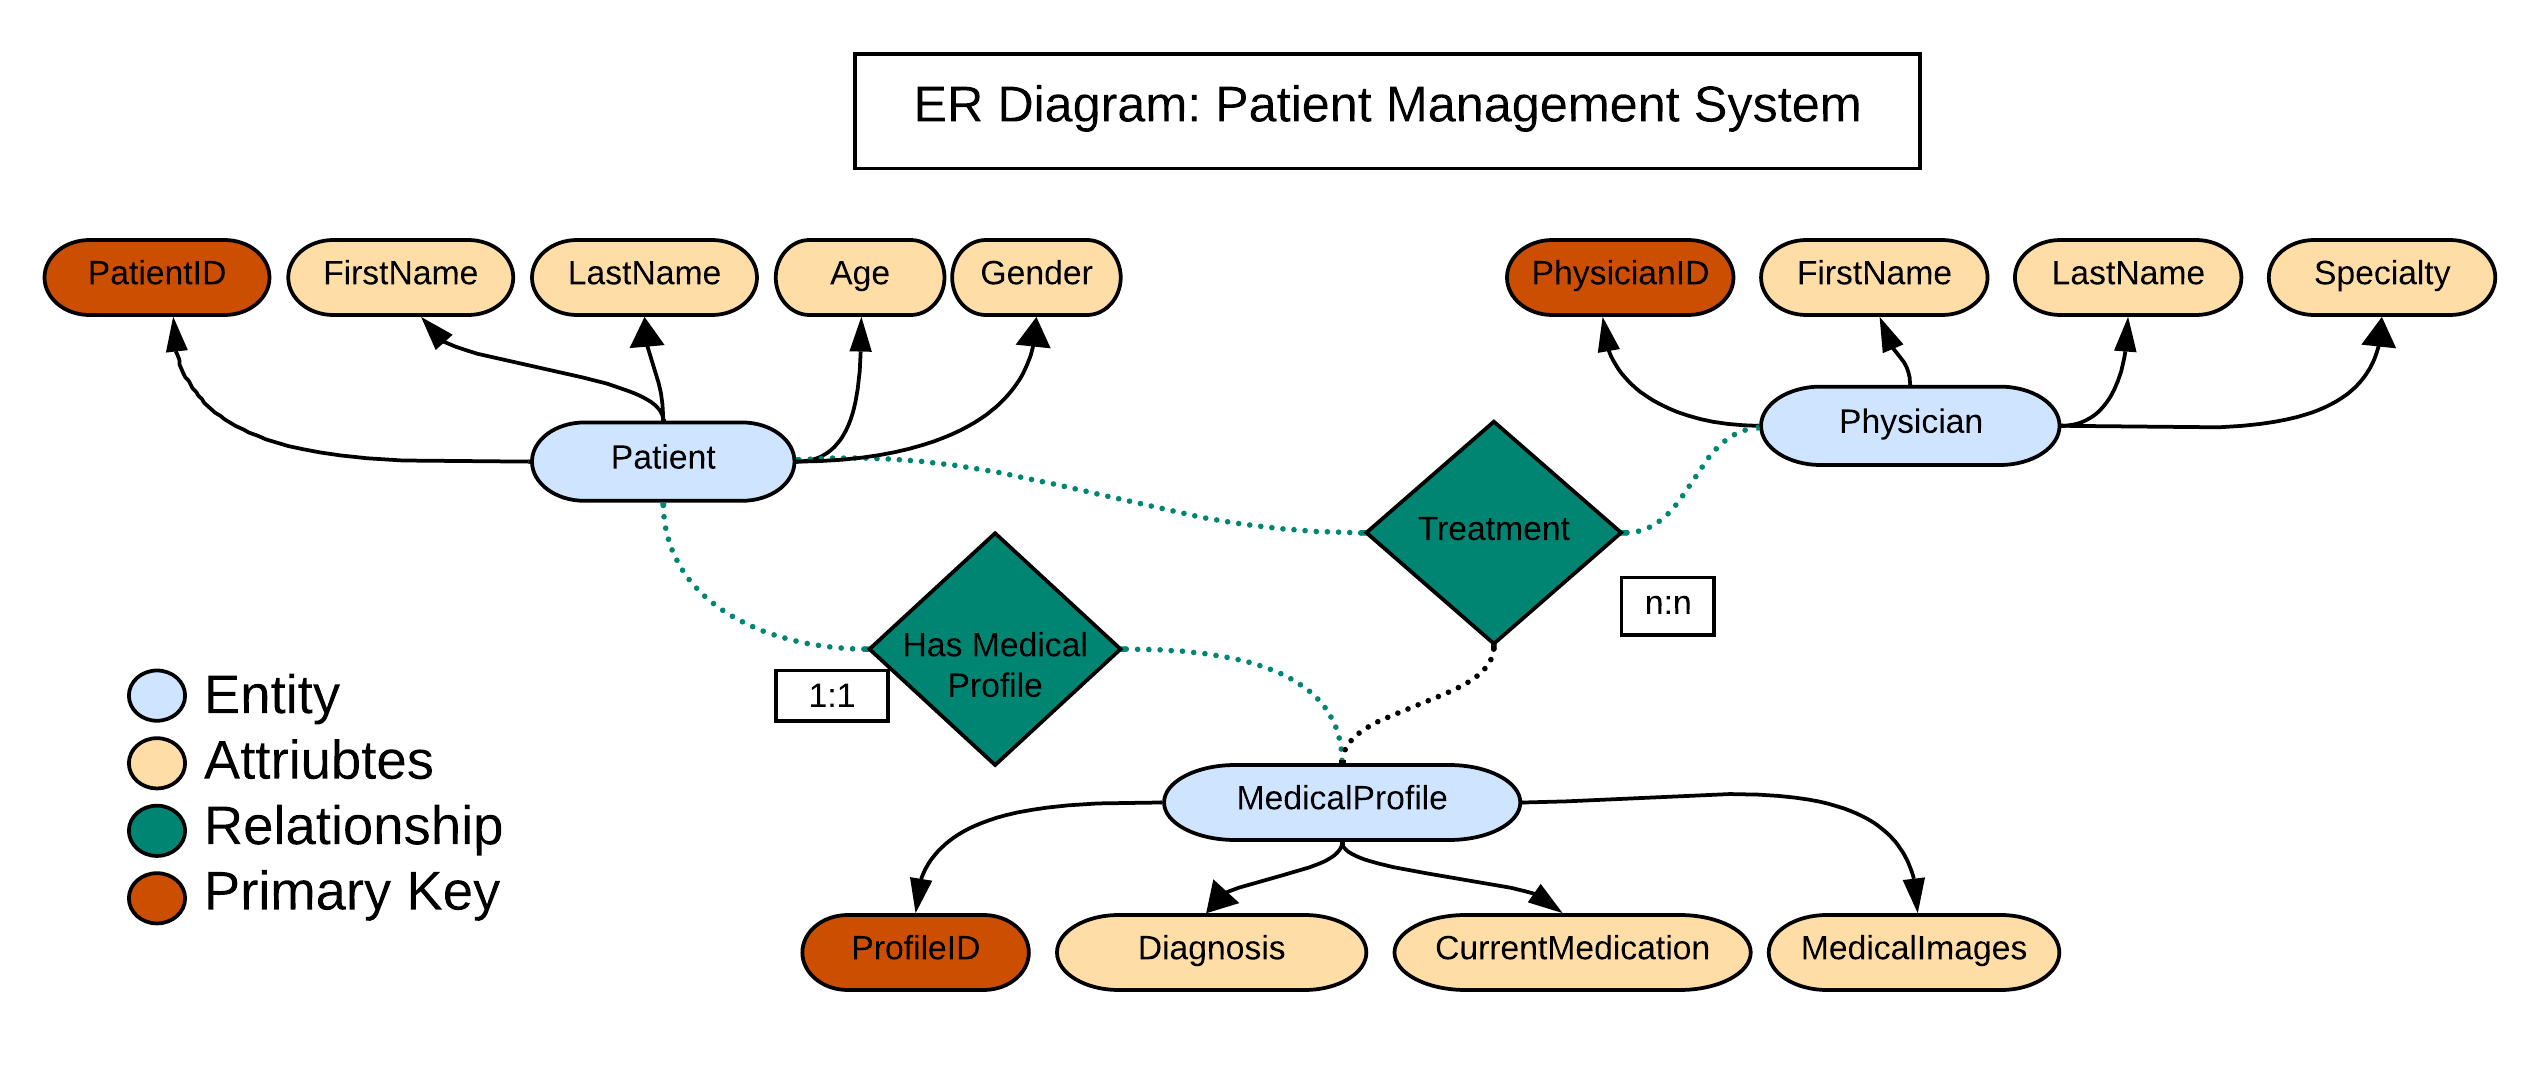 ER Diagram: Patient Management System
PatientID
FirstName
LastName
Age
Gender
PhysicianID
FirstName
LastName
Specialty
Patient
Physician
Treatment
n:n
Has Medical
Profile
1:1
Entity
Attriubtes
Relationship
Primary Key
MedicalProfile
ProfileID
Diagnosis
CurrentMedication
MedicalImages